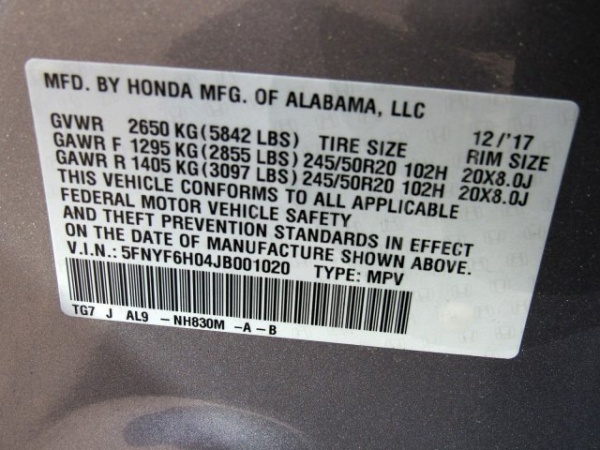 MFD. BY HONDA MFG. OF ALABAMA, LLC
GVWR 2650 KG(5842 LBS) TIRE SIZE 12/'17
GAWR F 1295 KG(2855 LBS) 245/50R20 102H RIM SIZE 20X8.0J
GAWR R 1405 KG(3097 LBS) 245/50R20 102H 20X8.0J
THIS VEHICLE CONFORMS TO ALL APPLICABLE
FEDERAL MOTOR VEHICLE SAFETY
AND THEFT PREVENTION STANDARDS IN EFFECT
ON THE DATE OF MANUFACTURE SHOWN ABOVE.
V.I.N.: 5FNYF6H04JB001020 TYPE: MPV
TG7 J AL9 -NH830M -A-B